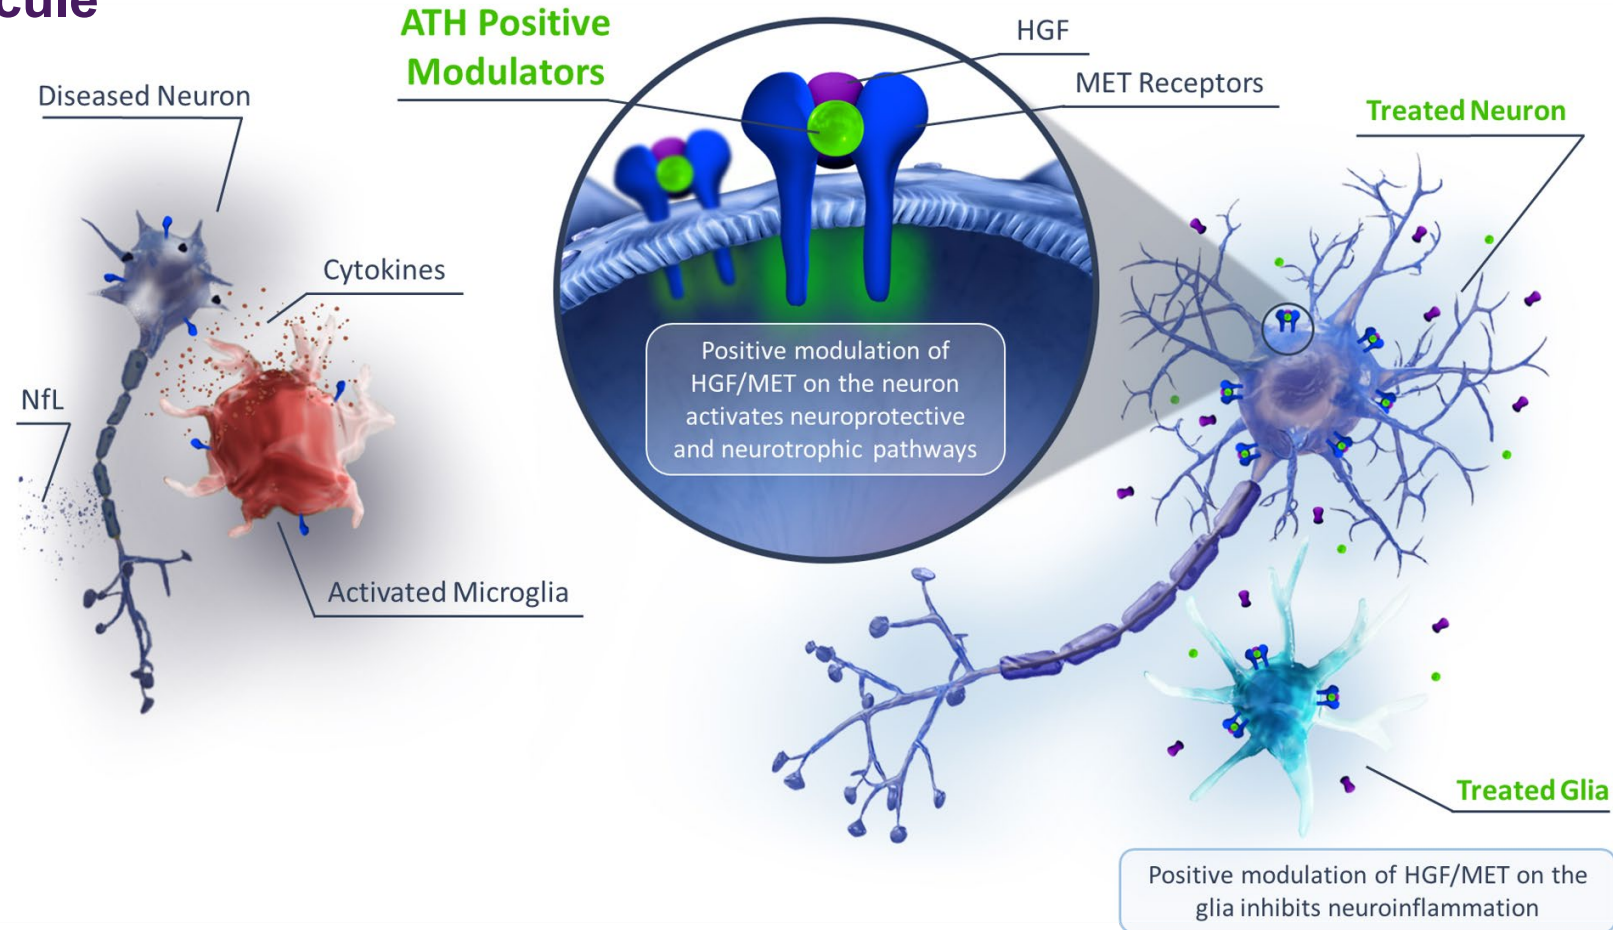 ATH Positive
Modulators
HGF
MET Receptors
Diseased Neuron
Treated Neuron
Cytokines
NfL
Positive modulation of
HGF/MET on the neuron
activates neuroprotective
and neurotrophic pathways
Activated Microglia
Treated Glia
Positive modulation of HGF/MET on the
glia inhibits neuroinflammation